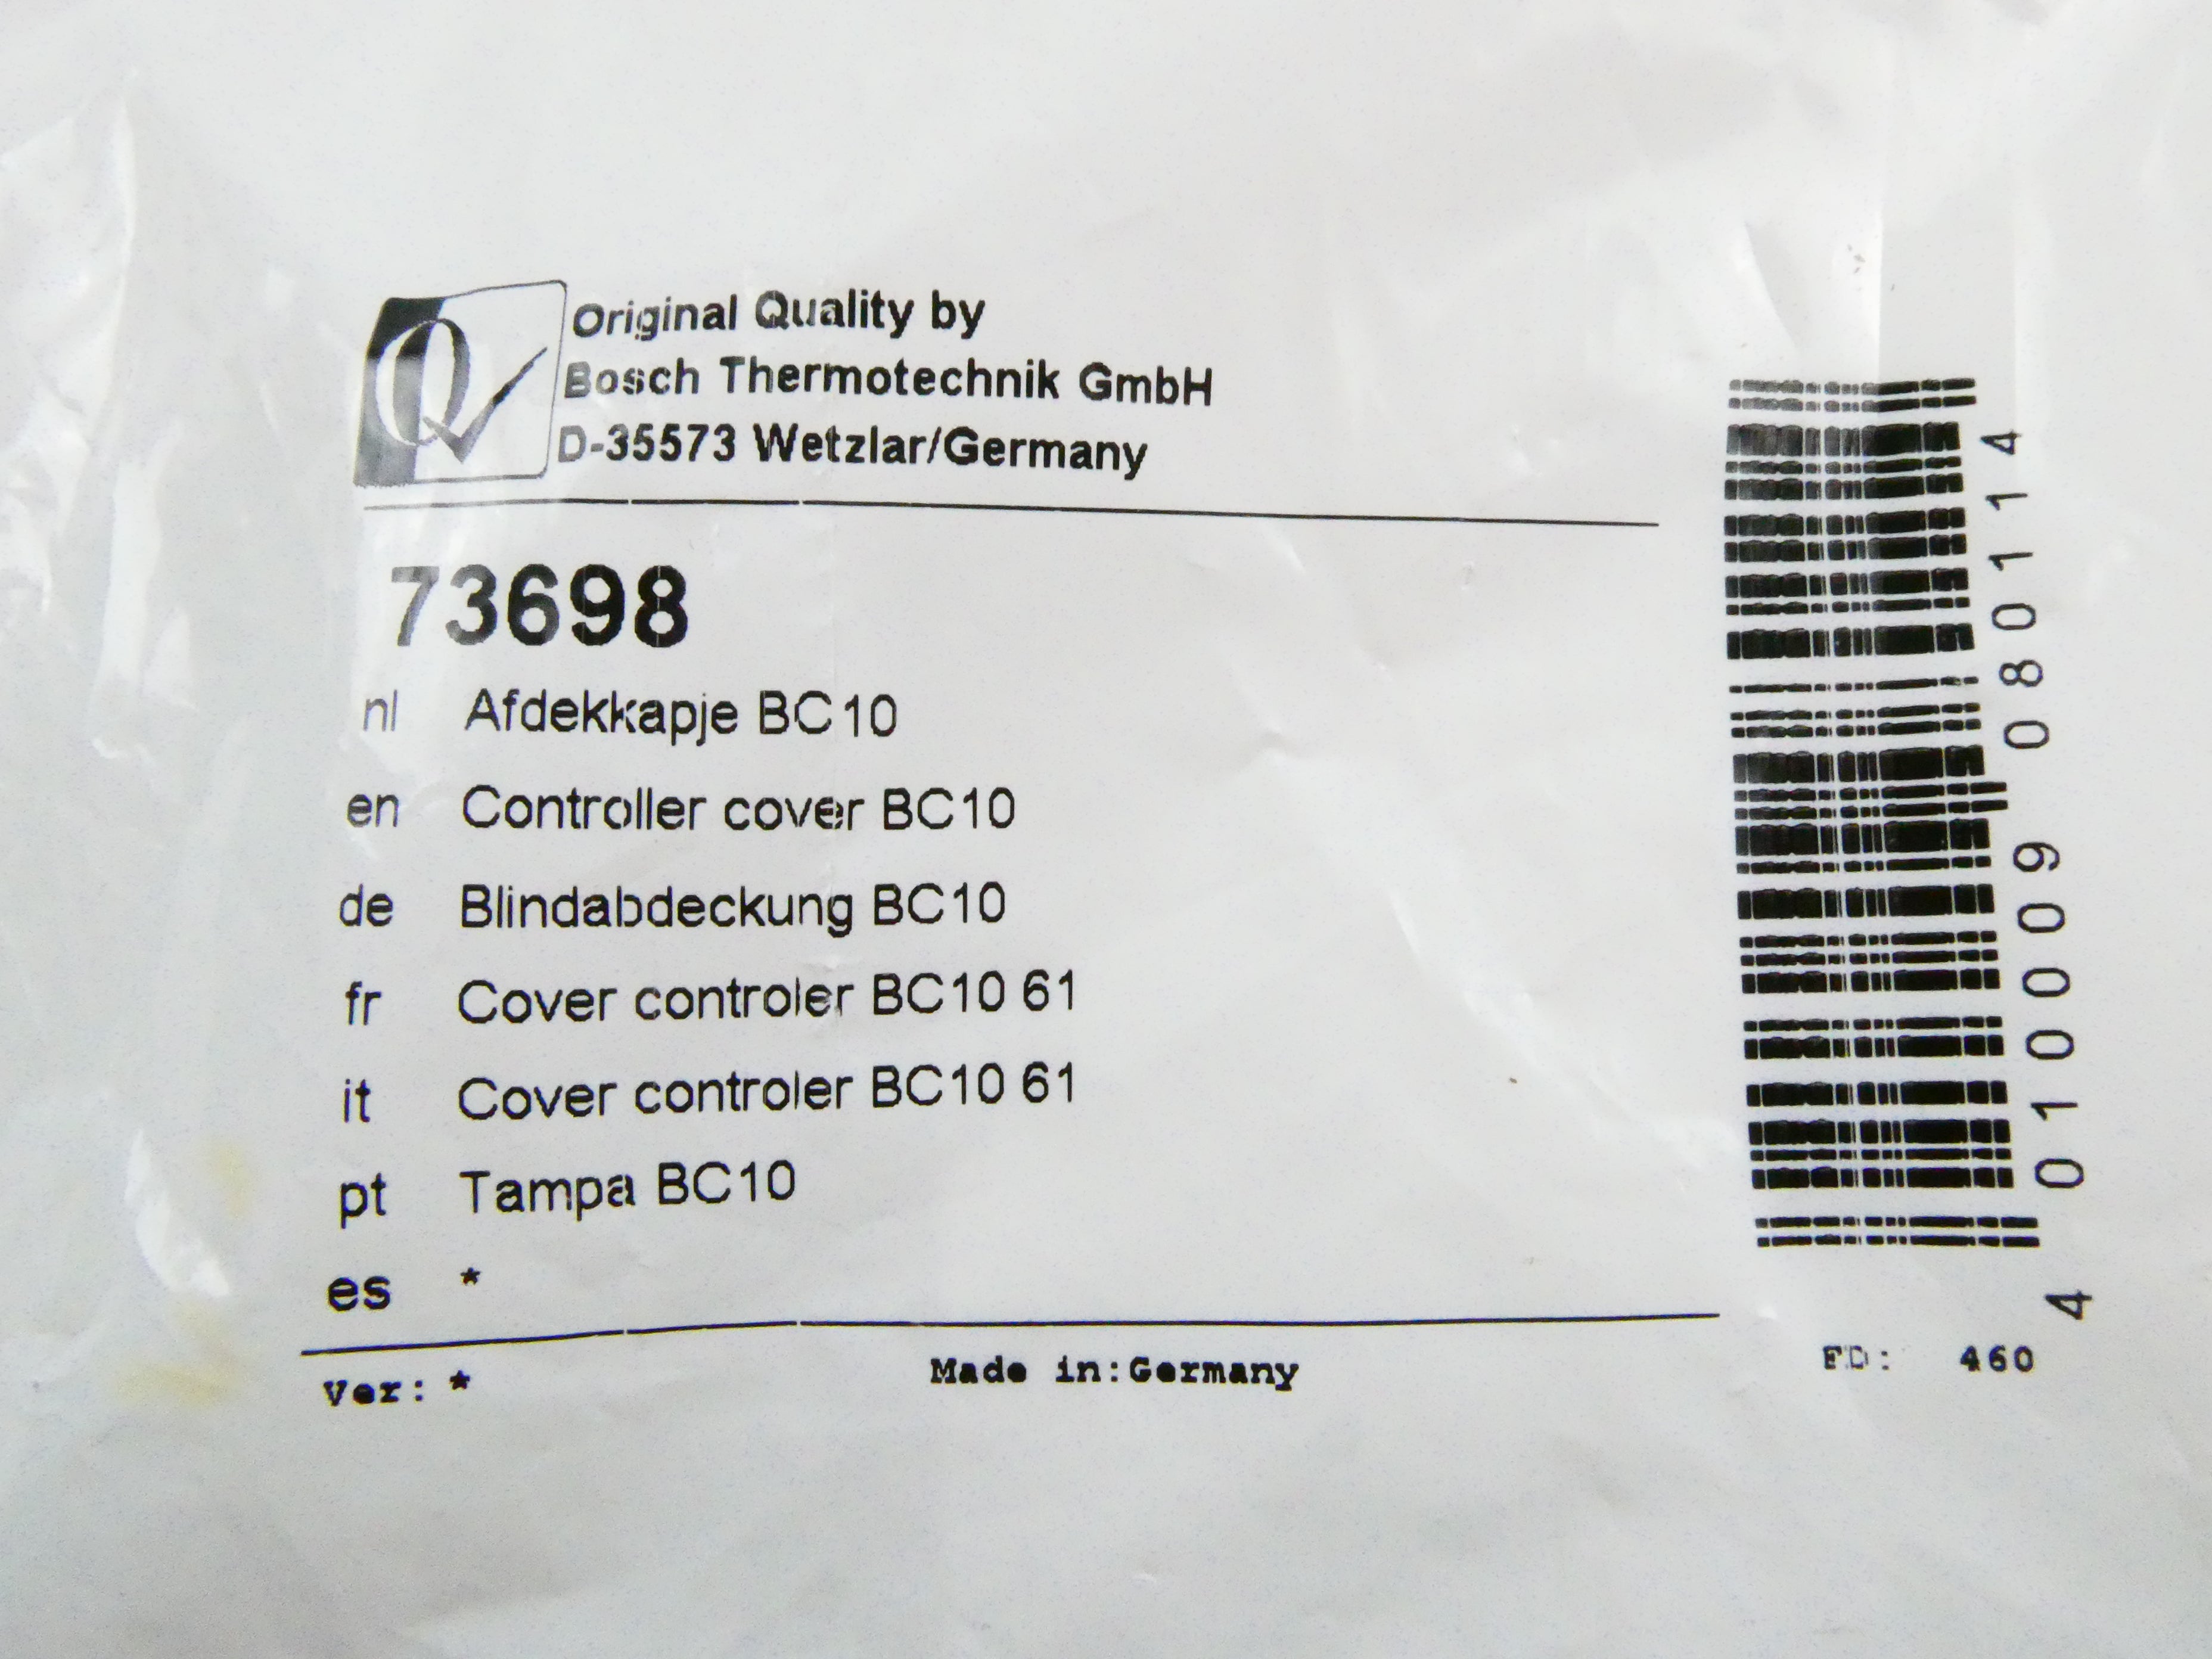 Q
Original Quality by
Bosch Thermotechnik GmbH
D-35573 Wetzlar/Germany
73698
nl Afdekkapje BC10
en Controller cover BC10
de Blindabdeckung BC10
fr Cover controler BC10 61
it Cover controler BC10 61
pt Tampa BC10
es *
Ver: * Made in:Germany FD: 460
4 010009 080114